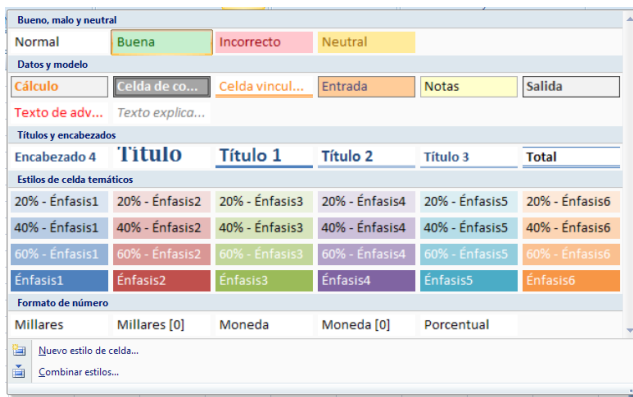 Bueno, malo y neutral
Normal Buena Incorrecto Neutral
Datos y modelo
Cálculo Celda de co... Celda vincul... Entrada Notas Salida
Texto de adv... Texto explica...
Títulos y encabezados
Encabezado 4 Título Título 1 Título 2 Título 3 Total
Estilos de celda temáticos
20% - Énfasis1 20% - Énfasis2 20% - Énfasis3 20% - Énfasis4 20% - Énfasis5 20% - Énfasis6
40% - Énfasis1 40% - Énfasis2 40% - Énfasis3 40% - Énfasis4 40% - Énfasis5 40% - Énfasis6
60% - Énfasis1 60% - Énfasis2 60% - Énfasis3 60% - Énfasis4 60% - Énfasis5 60% - Énfasis6
Énfasis1 Énfasis2 Énfasis3 Énfasis4 Énfasis5 Énfasis6
Formato de número
Millares Millares [0] Moneda Moneda [0] Porcentual
Nuevo estilo de celda...
Combinar estilos...